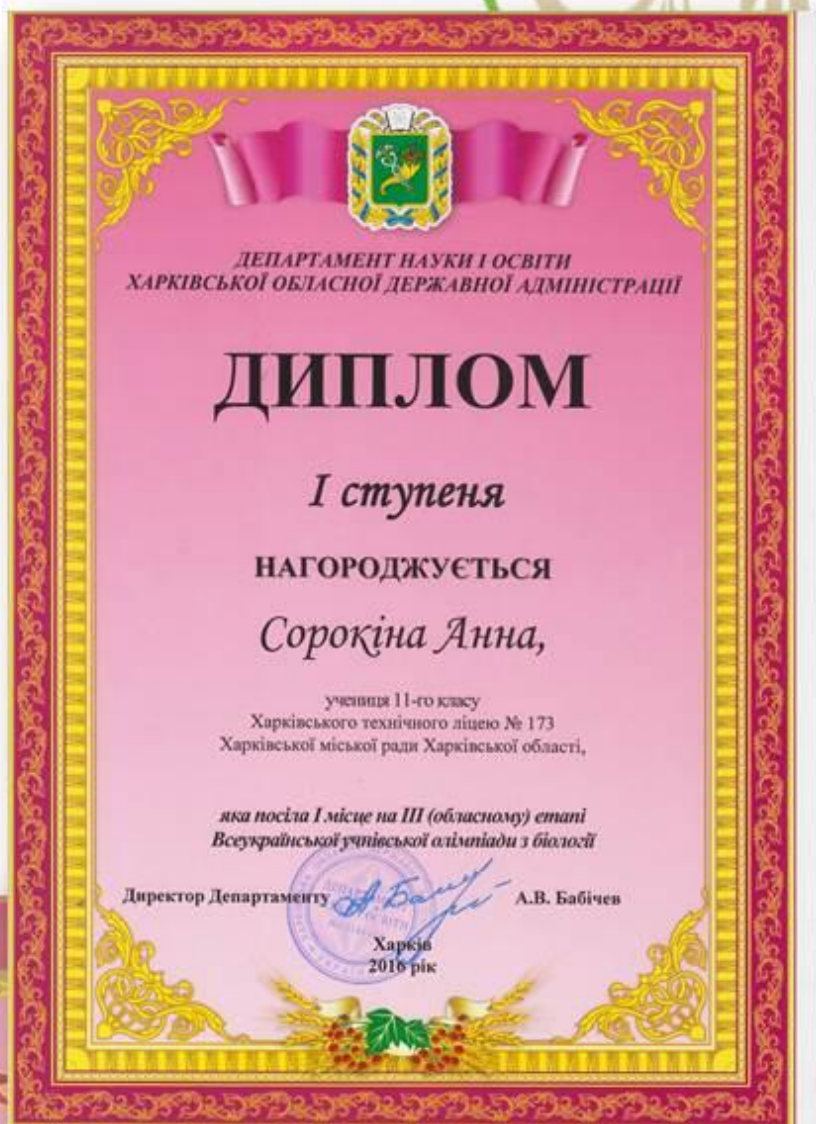 ДЕПАРТАМЕНТ НАУКИ І ОСВІТИ
ХАРКІВСЬКОЇ ОБЛАСНОЇ ДЕРЖАВНОЇ АДМІНІСТРАЦІЇ
ДИПЛОМ
І ступеня
НАГОРОДЖУЄТЬСЯ
Сорокіна Анна,
учениця 11-го класу
Харківського технічного ліцею № 173
Харківської міської ради Харківської області,
яка посіла І місце на ІІІ (обласному) етапі
Всеукраїнської учнівської олімпіади з біології
Директор Департаменту А.В. Бабічев
Харків
2016 рік